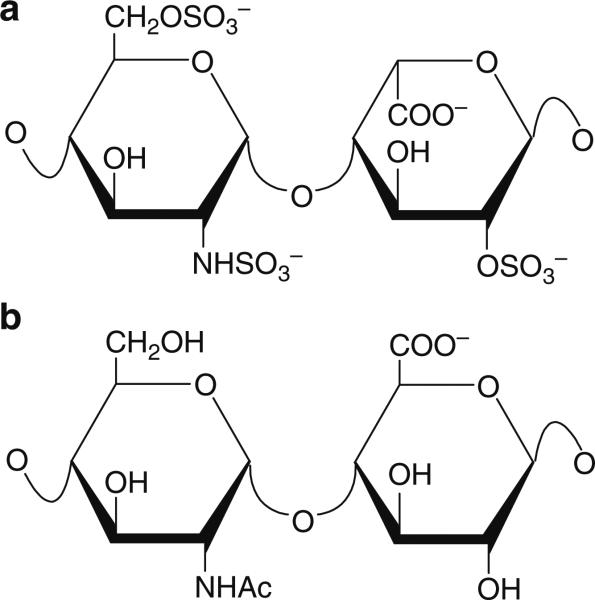 a
CH₂OSO₃⁻
O O
COO⁻
O OH OH O
O
NHSO₃⁻ OSO₃⁻
b
CH₂OH COO⁻
O O
O OH OH O
O
NHAc OH